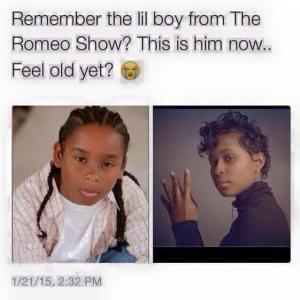 Remember the lil boy from The
Romeo Show? This is him now..
Feel old yet? 😭
1/21/15, 2:32 PM